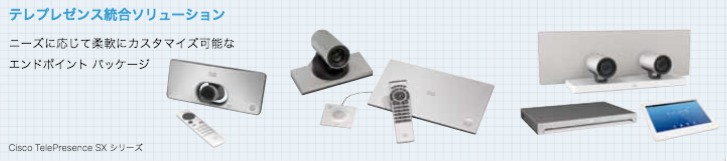 テレプレゼンス統合ソリューション
ニーズに応じて柔軟にカスタマイズ可能な
エンドポイント パッケージ
Cisco TelePresence SX シリーズ